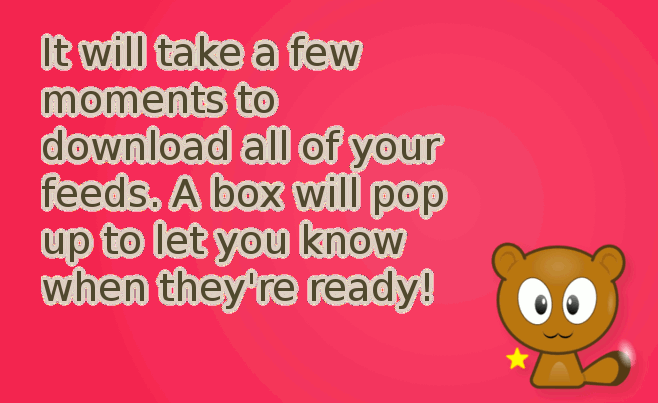 It will take a few
moments to
download all of your
feeds. A box will pop
up to let you know
when they're ready!